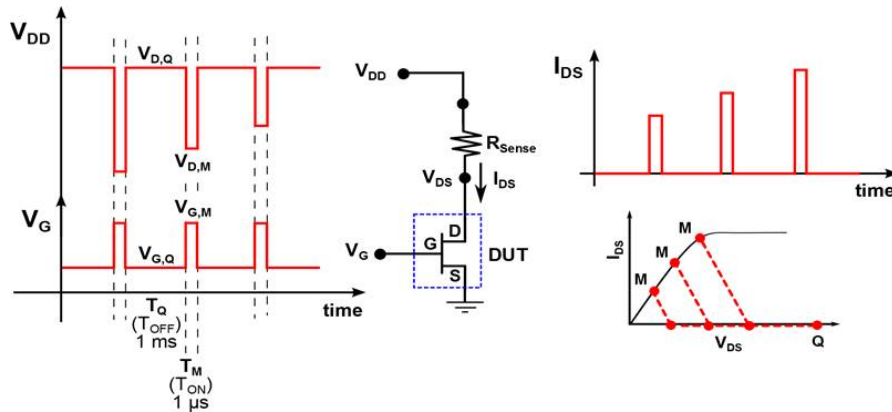 VDD
VD,Q
VD,M
VG
VG,M
VG,Q
time
TQ
(TOFF)
1 ms
TM
(TON)
1 µs
VDD
RSense
VDS
IDS
VG
G
D
S
DUT
IDS
time
IDS
M
M
M
VDS
Q